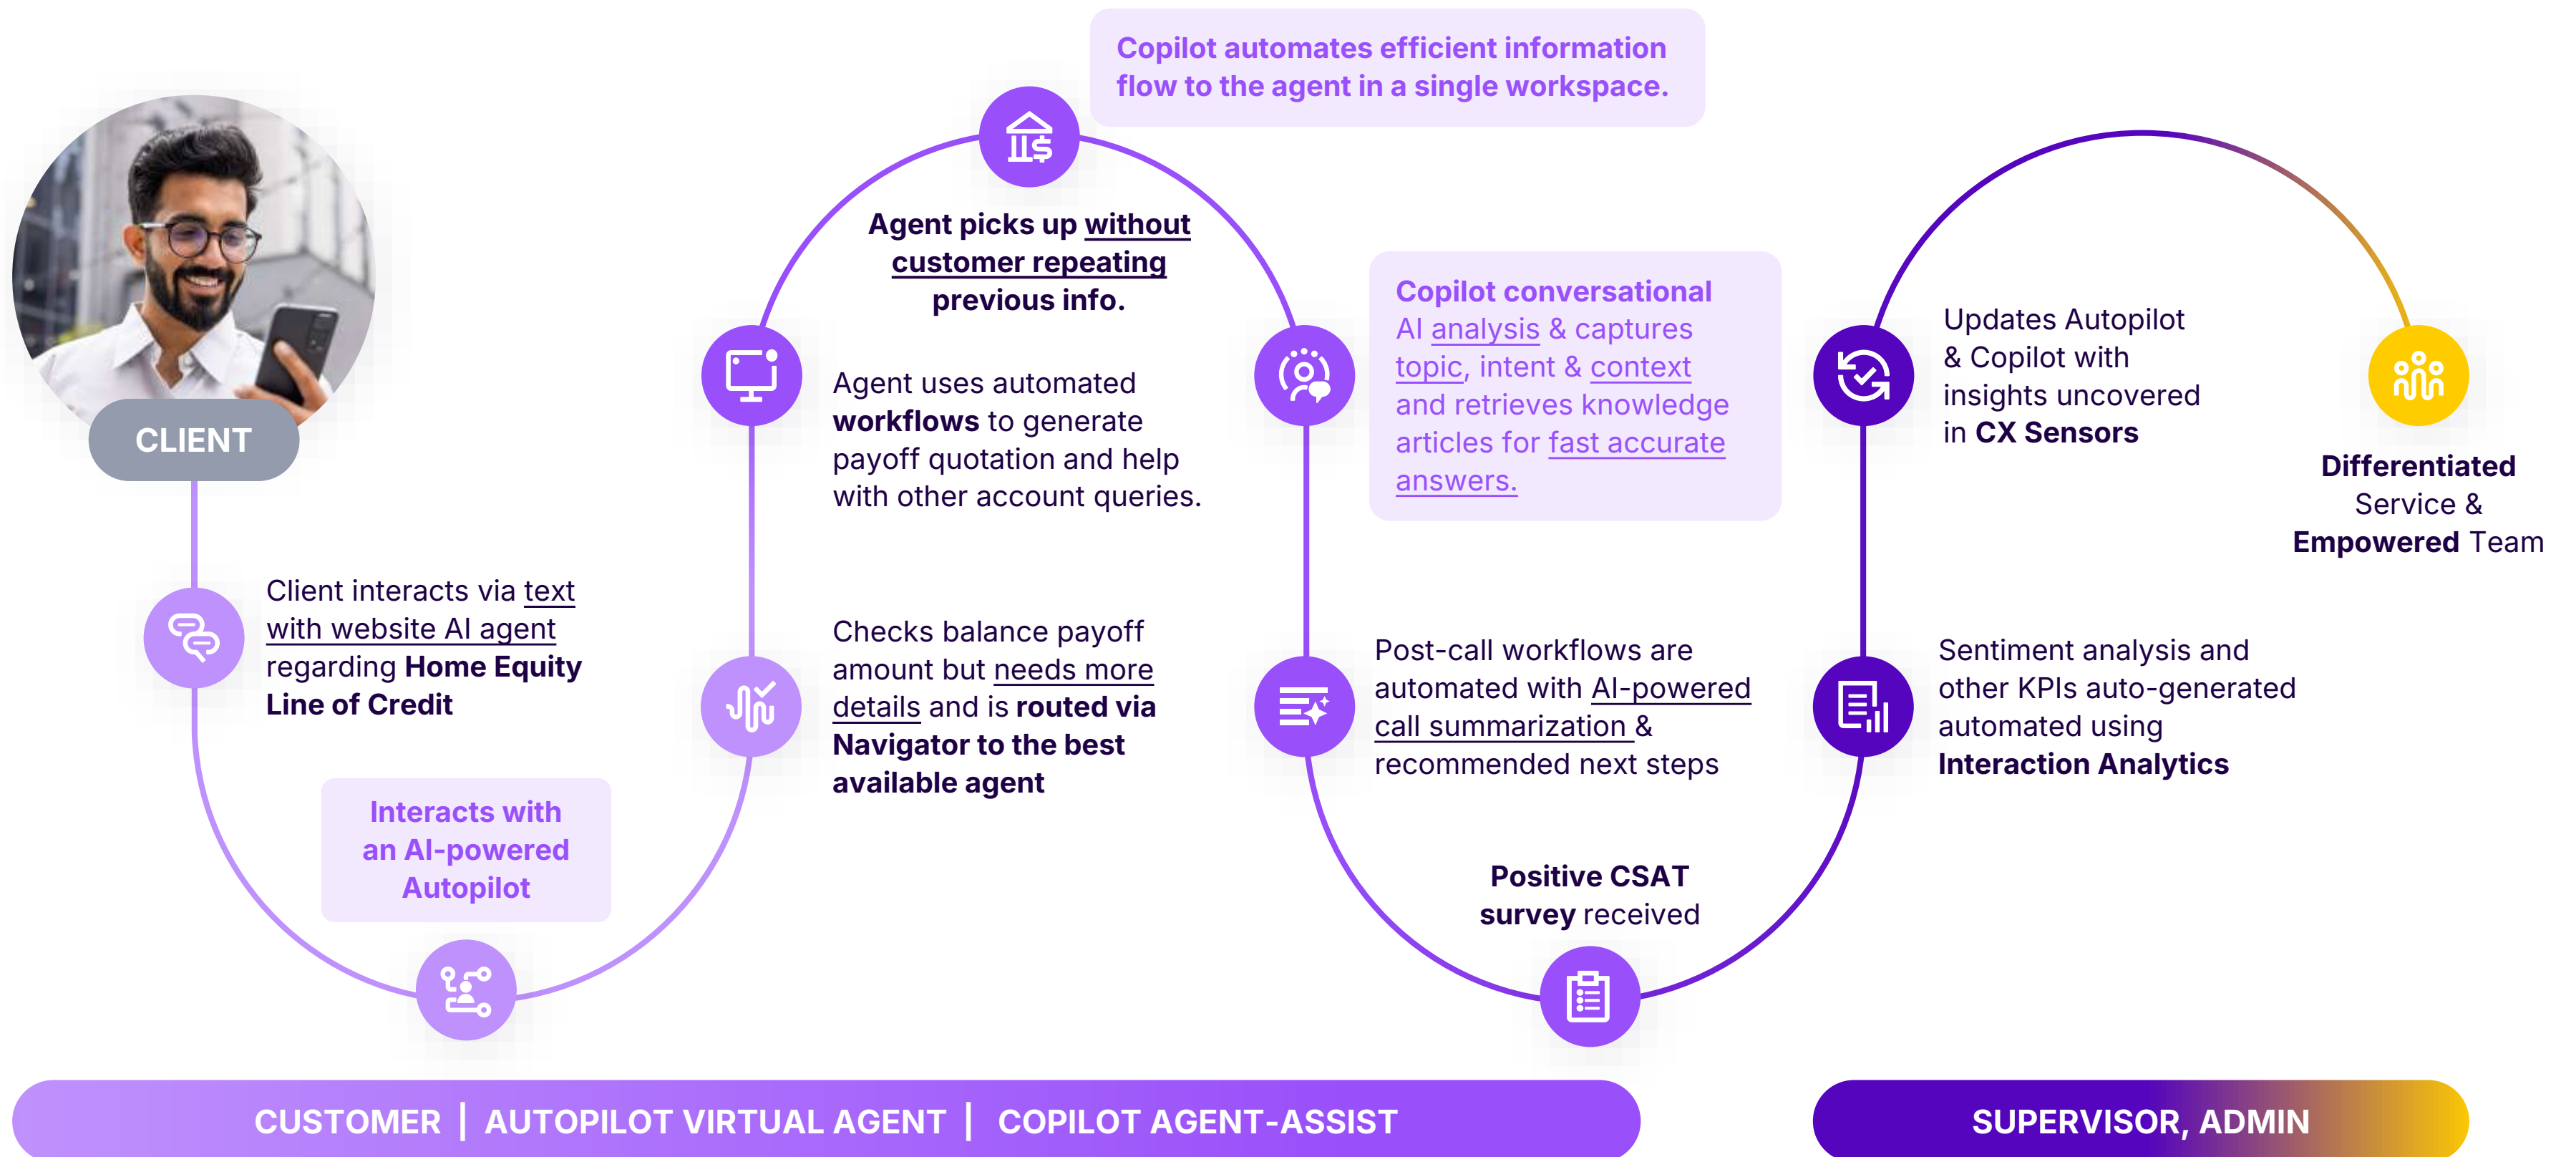 CLIENT
Client interacts via text
with website AI agent
regarding Home Equity
Line of Credit
Interacts with
an AI-powered
Autopilot
Checks balance payoff
amount but needs more
details and is routed via
Navigator to the best
available agent
Agent uses automated
workflows to generate
payoff quotation and help
with other account queries.
Agent picks up without
customer repeating
previous info.
Copilot automates efficient information
flow to the agent in a single workspace.
Copilot conversational
AI analysis & captures
topic, intent & context
and retrieves knowledge
articles for fast accurate
answers.
Post-call workflows are
automated with AI-powered
call summarization &
recommended next steps
Positive CSAT
survey received
Sentiment analysis and
other KPIs auto-generated
automated using
Interaction Analytics
Updates Autopilot
& Copilot with
insights uncovered
in CX Sensors
Differentiated
Service &
Empowered Team
CUSTOMER | AUTOPILOT VIRTUAL AGENT | COPILOT AGENT-ASSIST
SUPERVISOR, ADMIN